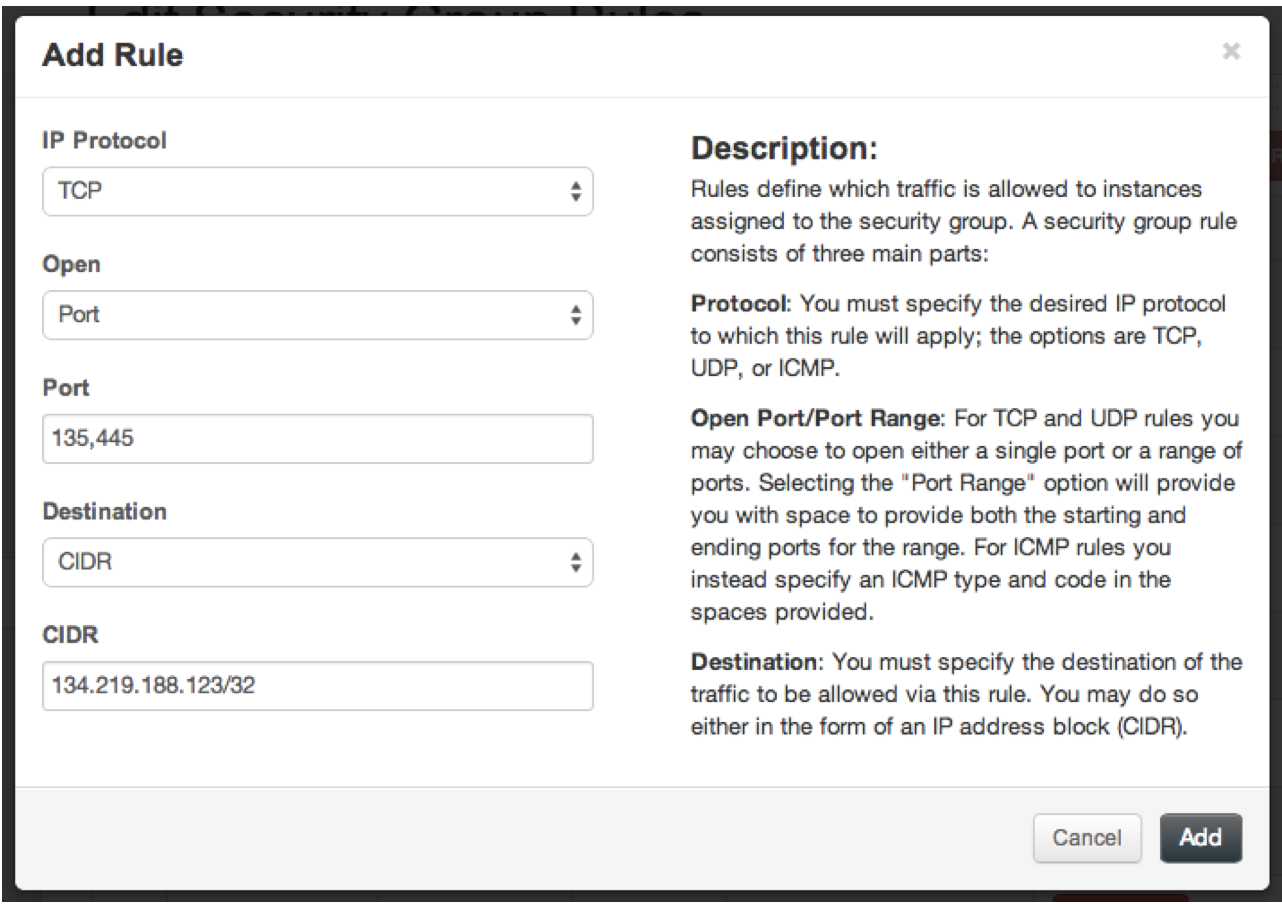 Edit Security Group Rules
Add Rule
×
IP Protocol
TCP
Open
Port
Port
135,445
Destination
CIDR
CIDR
134.219.188.123/32
Description:
Rules define which traffic is allowed to instances
assigned to the security group. A security group rule
consists of three main parts:
Protocol: You must specify the desired IP protocol
to which this rule will apply; the options are TCP,
UDP, or ICMP.
Open Port/Port Range: For TCP and UDP rules you
may choose to open either a single port or a range of
ports. Selecting the "Port Range" option will provide
you with space to provide both the starting and
ending ports for the range. For ICMP rules you
instead specify an ICMP type and code in the
spaces provided.
Destination: You must specify the destination of the
traffic to be allowed via this rule. You may do so
either in the form of an IP address block (CIDR).
Cancel
Add